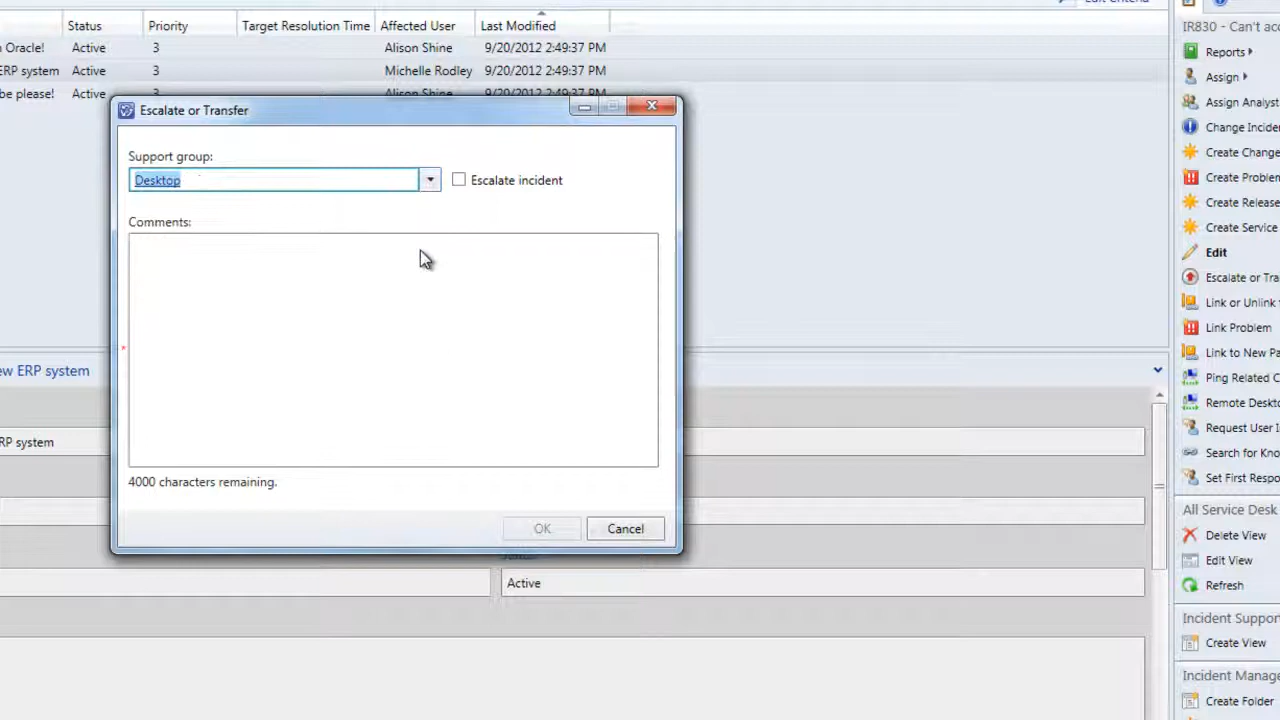 Edit Criteria
Status Priority Target Resolution Time Affected User Last Modified
Oracle! Active 3 Alison Shine 9/20/2012 2:49:37 PM
ERP system Active 3 Michelle Rodley 9/20/2012 2:49:37 PM
be please! Active 3 Alison Shine 9/20/2012 2:49:37 PM
Escalate or Transfer
Support group:
Desktop
Escalate incident
Comments:
*
4000 characters remaining.
OK Cancel
ew ERP system
RP system
Active
IR830 - Can't acc
Reports
Assign
Assign Analyst
Change Incide
Create Change
Create Problem
Create Release
Create Service
Edit
Escalate or Tra
Link or Unlink
Link Problem
Link to New Pa
Ping Related C
Remote Deskto
Request User I
Search for Kno
Set First Respo
All Service Desk
Delete View
Edit View
Refresh
Incident Suppor
Create View
Incident Manage
Create Folder